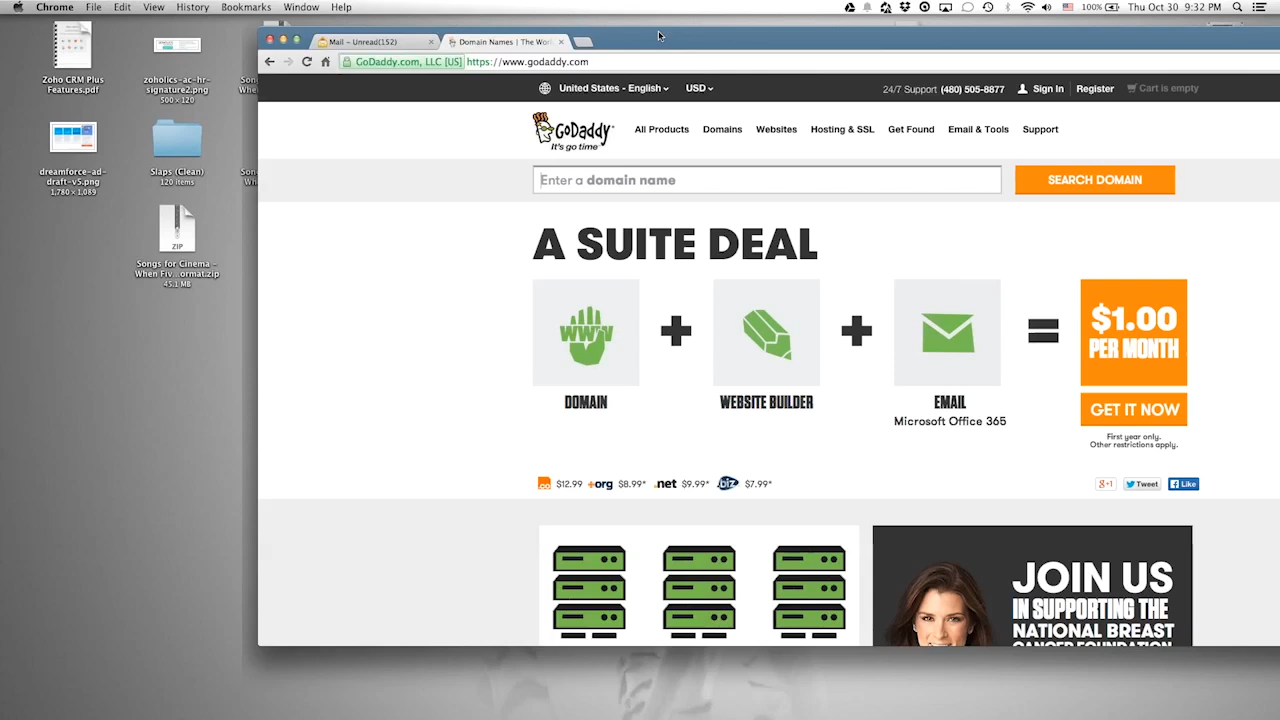 Chrome File Edit View History Bookmarks Window Help
100% Thu Oct 30 9:32 PM
Zoho CRM Plus
Features.pdf
zoholics-ac-hr-
signature2.png
500 × 120
dreamforce-ad-
draft-v5.png
1,780 × 1,089
Slaps (Clean)
120 items
ZIP
Songs for Cinema -
When Fiv...ormat.zip
45.1 MB
Mail - Unread(152)
Domain Names | The Wor
GoDaddy.com, LLC [US] https://www.godaddy.com
United States - English
USD
24/7 Support (480) 505-8877
Sign In
Register
Cart is empty
GoDaddy
It's go time
All Products Domains Websites Hosting & SSL Get Found Email & Tools Support
Enter a domain name
SEARCH DOMAIN
A SUITE DEAL
WWW
DOMAIN
WEBSITE BUILDER
EMAIL
Microsoft Office 365
$1.00
PER MONTH
GET IT NOW
First year only.
Other restrictions apply.
.co $12.99 +org $8.99* .net $9.99* .biz $7.99*
g+1 Tweet Like
JOIN US
IN SUPPORTING THE
NATIONAL BREAST
CANCER FOUNDATION